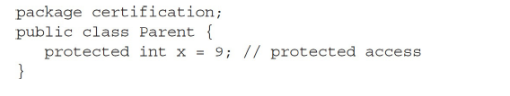 package certification;
public class Parent {
   protected int x = 9; // protected access
}